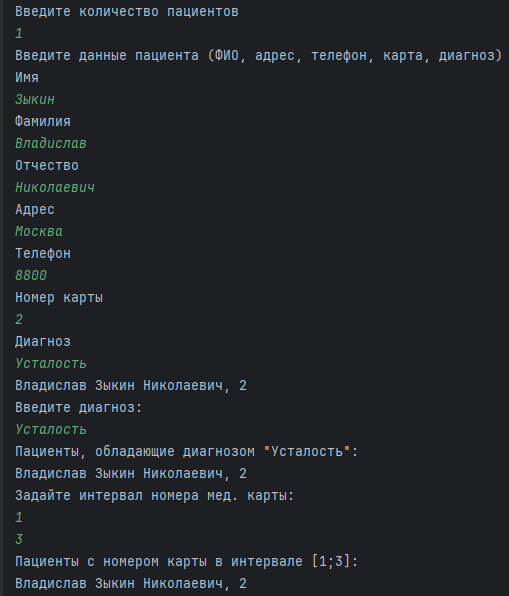 Введите количество пациентов
1
Введите данные пациента (ФИО, адрес, телефон, карта, диагноз)
Имя
Зыкин
Фамилия
Владислав
Отчество
Николаевич
Адрес
Москва
Телефон
8800
Номер карты
2
Диагноз
Усталость
Владислав Зыкин Николаевич, 2
Введите диагноз:
Усталость
Пациенты, обладающие диагнозом "Усталость":
Владислав Зыкин Николаевич, 2
Задайте интервал номера мед. карты:
1
3
Пациенты с номером карты в интервале [1;3]:
Владислав Зыкин Николаевич, 2